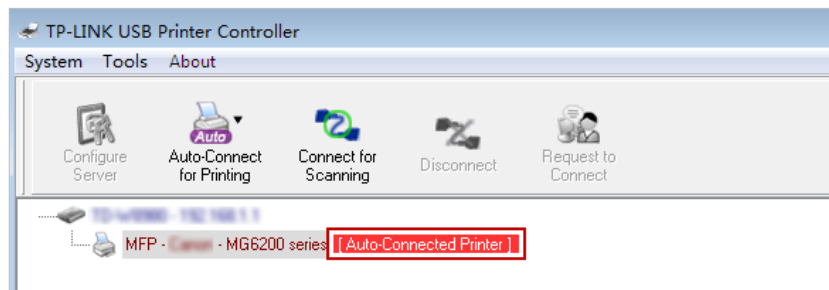 TP-LINK USB Printer Controller
System Tools About
Auto
Configure Server
Auto-Connect for Printing
Connect for Scanning
Disconnect
Request to Connect
MFP - - MG6200 series [ Auto-Connected Printer ]